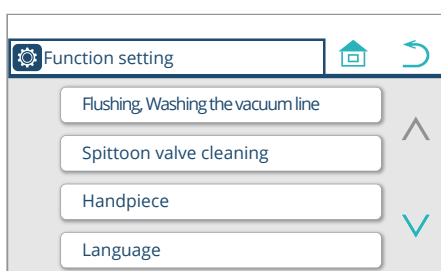 Function setting
Flushing, Washing the vacuum line
Spittoon valve cleaning
Handpiece
Language